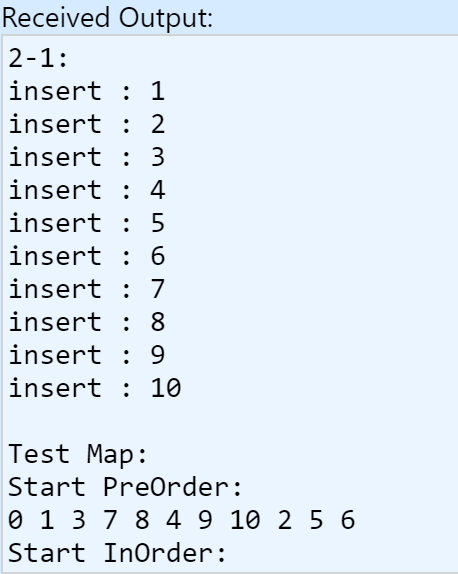 Received Output:
2-1:
insert : 1
insert : 2
insert : 3
insert : 4
insert : 5
insert : 6
insert : 7
insert : 8
insert : 9
insert : 10
Test Map:
Start PreOrder:
0 1 3 7 8 4 9 10 2 5 6
Start InOrder: